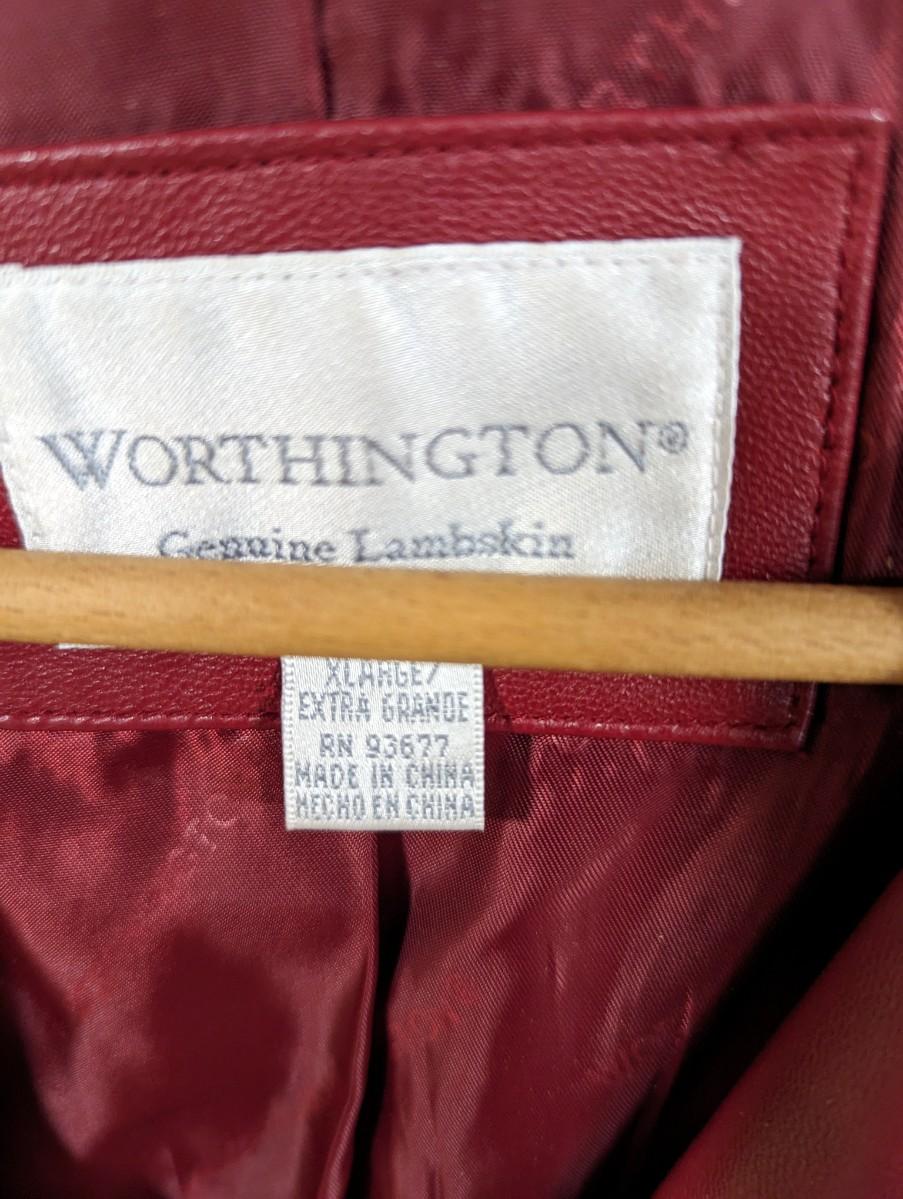 WORTHINGTON®
Genuine Lambskin
XLARGE/
EXTRA GRANDE
RN 93677
MADE IN CHINA
HECHO EN CHINA